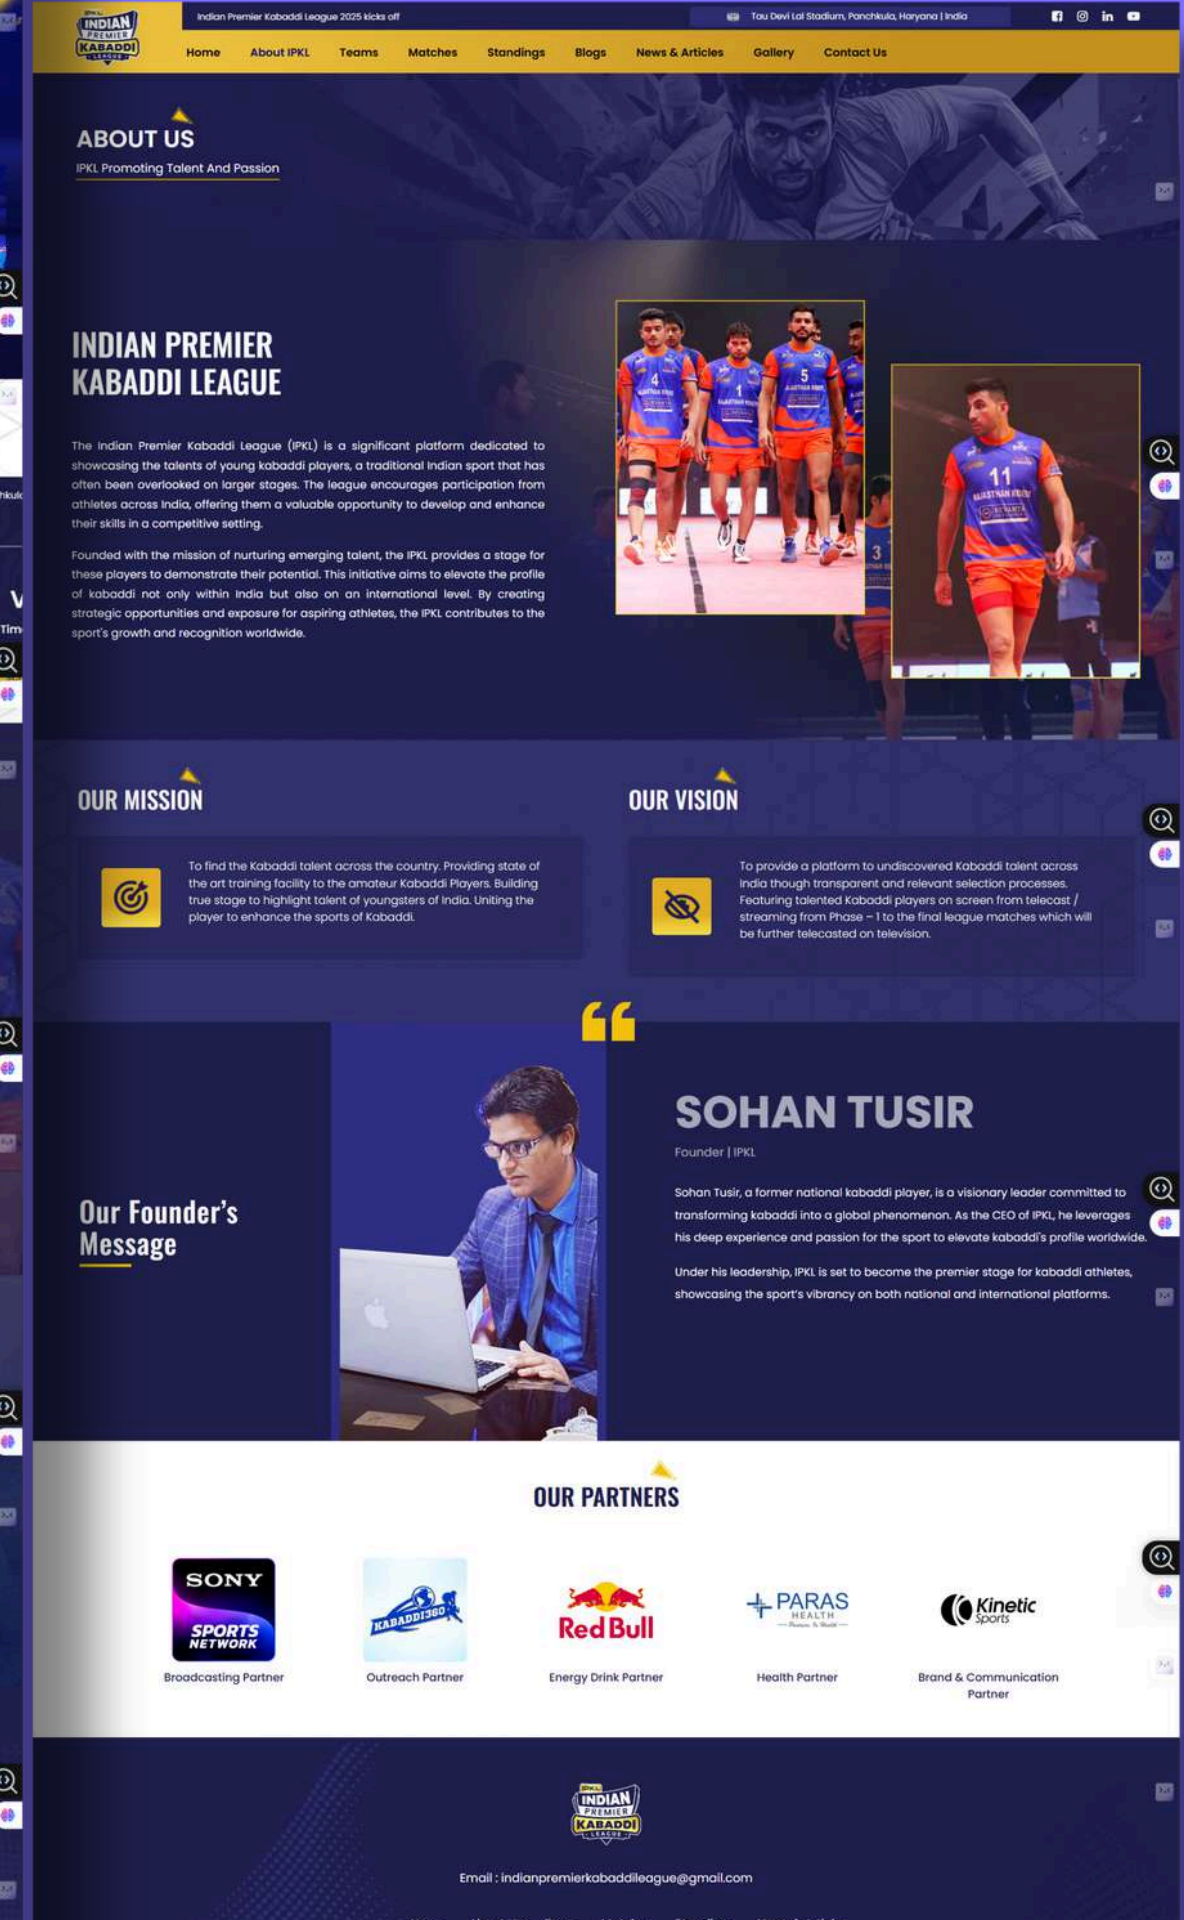 IPKL
INDIAN
PREMIER
KABADDI
LEAGUE
Indian Premier Kabaddi League 2025 kicks off
Tau Devi Lal Stadium, Panchkula, Haryana | India
Home About IPKL Teams Matches Standings Blogs News & Articles Gallery Contact Us
ABOUT US
IPKL Promoting Talent And Passion
INDIAN PREMIER
KABADDI LEAGUE
The Indian Premier Kabaddi League (IPKL) is a significant platform dedicated to
showcasing the talents of young kabaddi players, a traditional Indian sport that has
often been overlooked on larger stages. The league encourages participation from
athletes across India, offering them a valuable opportunity to develop and enhance
their skills in a competitive setting.
Founded with the mission of nurturing emerging talent, the IPKL provides a stage for
these players to demonstrate their potential. This initiative aims to elevate the profile
of kabaddi not only within India but also on an international level. By creating
strategic opportunities and exposure for aspiring athletes, the IPKL contributes to the
sport's growth and recognition worldwide.
4
1
5
11
3
OUR MISSION
To find the Kabaddi talent across the country. Providing state of
the art training facility to the amateur Kabaddi Players. Building
true stage to highlight talent of youngsters of India. Uniting the
player to enhance the sports of Kabaddi.
OUR VISION
To provide a platform to undiscovered Kabaddi talent across
India though transparent and relevant selection processes.
Featuring talented Kabaddi players on screen from telecast /
streaming from Phase – 1 to the final league matches which will
be further telecasted on television.
Our Founder's
Message
SOHAN TUSIR
Founder | IPKL
Sohan Tusir, a former national kabaddi player, is a visionary leader committed to
transforming kabaddi into a global phenomenon. As the CEO of IPKL, he leverages
his deep experience and passion for the sport to elevate kabaddi's profile worldwide.
Under his leadership, IPKL is set to become the premier stage for kabaddi athletes,
showcasing the sport's vibrancy on both national and international platforms.
OUR PARTNERS
SONY
SPORTS
NETWORK
Broadcasting Partner
KABADDI360
Outreach Partner
Red Bull
Energy Drink Partner
PARAS
HEALTH
Health Partner
Kinetic
Sports
Brand & Communication
Partner
IPKL
INDIAN
PREMIER
KABADDI
LEAGUE
Email : indianpremierkabaddileague@gmail.com